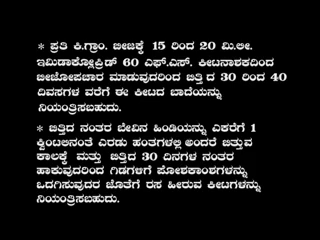 * ಪ್ರತಿ ಕಿ.ಗ್ರಾಂ. ಬೀಜಕ್ಕೆ 15 ರಿಂದ 20 ಮಿ.ಲೀ.
ಇಮಿಡಾಕ್ಲೋಪ್ರಿಡ್ 60 ಎಫ್.ಎಸ್. ಕೀಟನಾಶಕದಿಂದ
ಬೀಜೋಪಚಾರ ಮಾಡುವುದರಿಂದ ಬಿತ್ತಿದ 30 ರಿಂದ 40
ದಿವಸಗಳ ವರೆಗೆ ಈ ಕೀಟದ ಬಾದೆಯನ್ನು
ನಿಯಂತ್ರಿಸಬಹುದು.
* ಬಿತ್ತಿದ ನಂತರ ಬೇವಿನ ಹಿಂಡಿಯನ್ನು ಎಕರೆಗೆ 1
ಕ್ವಿಂಟಲಿನಂತೆ ಎರಡು ಹಂತಗಳಲ್ಲಿ ಅಂದರೆ ಬಿತ್ತುವ
ಕಾಲಕ್ಕೆ ಮತ್ತು ಬಿತ್ತಿದ 30 ದಿನಗಳ ನಂತರ
ಹಾಕುವುದರಿಂದ ಗಿಡಗಳಿಗೆ ಪೋಶಕಾಂಶಗಳನ್ನು
ಒದಗಿಸುವುದರ ಜೊತೆಗೆ ರಸ ಹೀರುವ ಕೀಟಗಳನ್ನು
ನಿಯಂತ್ರಿಸಬಹುದು.